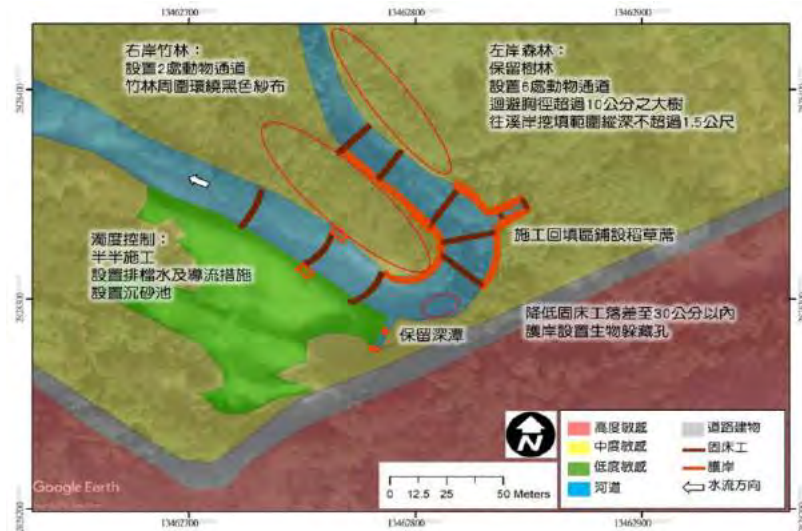 13462700
13462800
13462900
右岸竹林：
設置2處動物通道
竹林周圍環繞黑色紗布
左岸森林：
保留樹林
設置6處動物通道
迴避胸徑超過10公分之大樹
往溪岸挖填範圍縱深不超過1.5公尺
施工回填區鋪設稻草蓆
濁度控制：
半半施工
設置排檔水及導流措施
設置沉砂池
保留深潭
降低固床工落差至30公分以內
護岸設置生物躲藏孔
N
高度敏感
中度敏感
低度敏感
河道
道路建物
固床工
護岸
水流方向
0 12.5 25 50 Meters
Google Earth
13462700
13462800
13462900